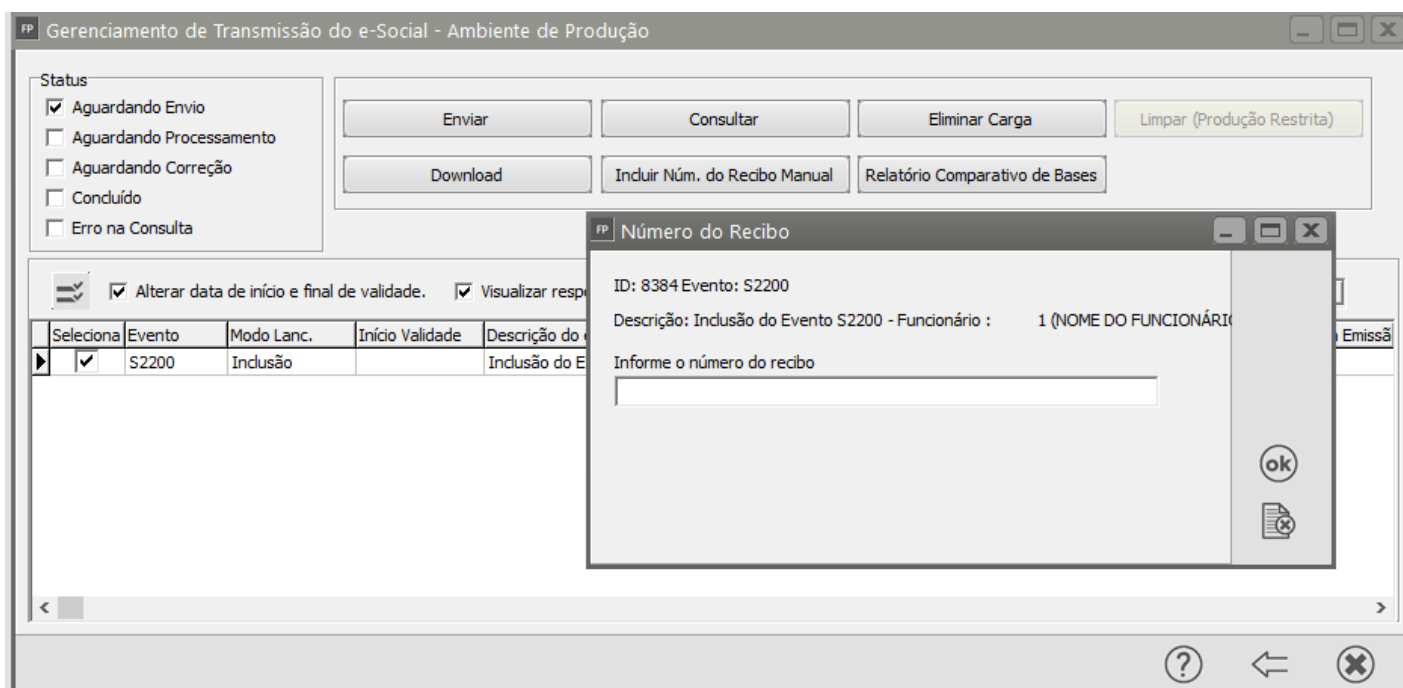 FP Gerenciamento de Transmissão do e-Social - Ambiente de Produção
Status
Aguardando Envio
Aguardando Processamento
Aguardando Correção
Concluído
Erro na Consulta
Enviar
Consultar
Eliminar Carga
Limpar (Produção Restrita)
Download
Incluir Núm. do Recibo Manual
Relatório Comparativo de Bases
Alterar data de início e final de validade.
Visualizar resp
Seleciona Evento Modo Lanc. Início Validade Descrição do Emissã
S2200 Inclusão Inclusão do E
FP Número do Recibo
ID: 8384 Evento: S2200
Descrição: Inclusão do Evento S2200 - Funcionário : 1 (NOME DO FUNCIONÁRI
Informe o número do recibo
ok
?